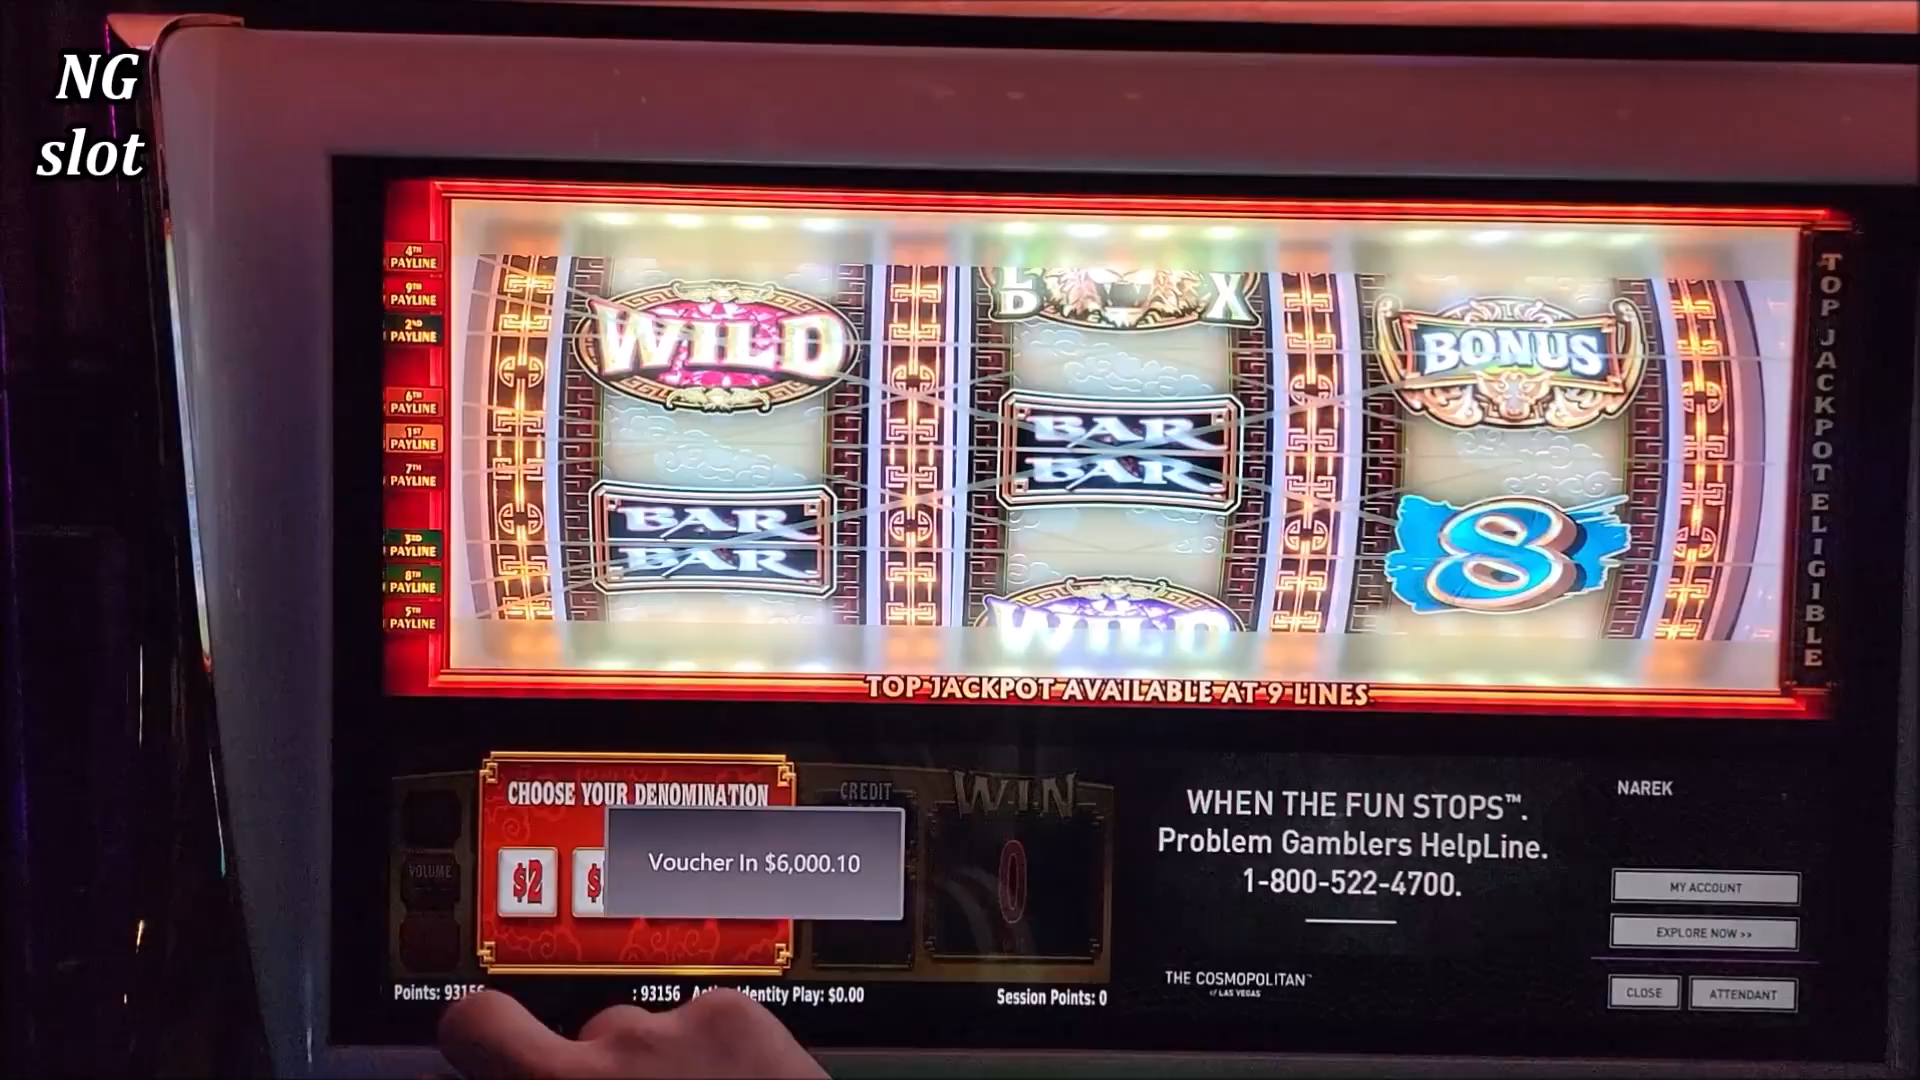 NG
slot
4TH
PAYLINE
9TH
PAYLINE
2ND
PAYLINE
6TH
PAYLINE
1ST
PAYLINE
7TH
PAYLINE
3RD
PAYLINE
8TH
PAYLINE
5TH
PAYLINE
WILD
BAR
BAR
X
BAR
BAR
WILD
BONUS
8
TOP JACKPOT ELIGIBLE
TOP JACKPOT AVAILABLE AT 9 LINES
VOLUME
CHOOSE YOUR DENOMINATION
$2
$
Voucher In $6,000.10
CREDIT
WIN
0
Points: 93156
: 93156
Identity Play: $0.00
Session Points: 0
WHEN THE FUN STOPS™.
Problem Gamblers HelpLine.
1-800-522-4700.
THE COSMOPOLITAN™
of LAS VEGAS
NAREK
MY ACCOUNT
EXPLORE NOW >>
CLOSE
ATTENDANT